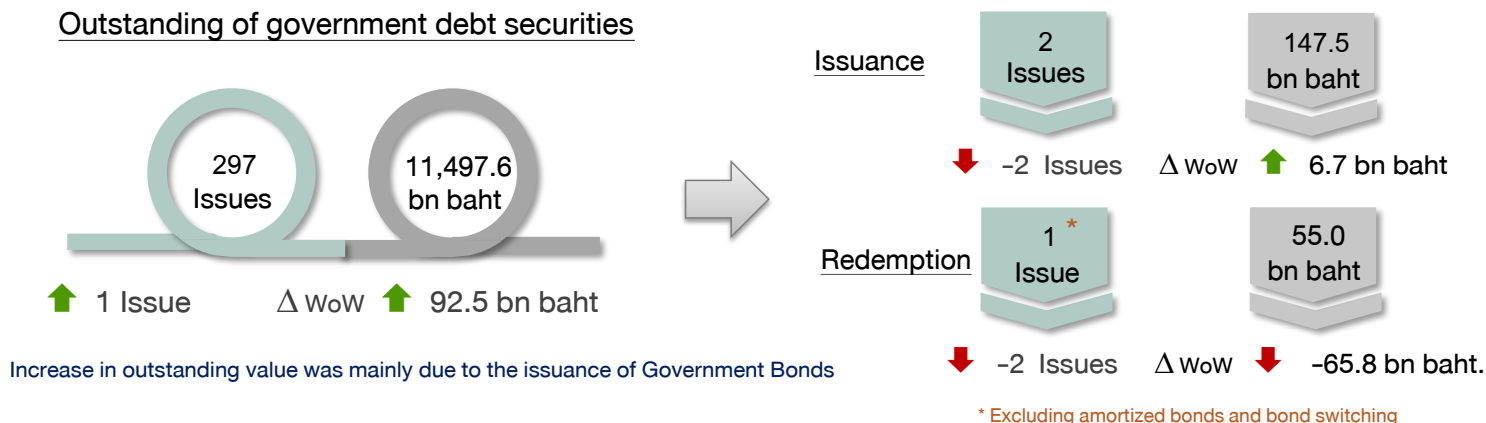 Outstanding of government debt securities
297
Issues
11,497.6
bn baht
1 Issue Δ WoW 92.5 bn baht
Increase in outstanding value was mainly due to the issuance of Government Bonds
Issuance
2
Issues
147.5
bn baht
-2 Issues Δ WoW 6.7 bn baht
Redemption
1 *
Issue
55.0
bn baht
-2 Issues Δ WoW -65.8 bn baht.
* Excluding amortized bonds and bond switching